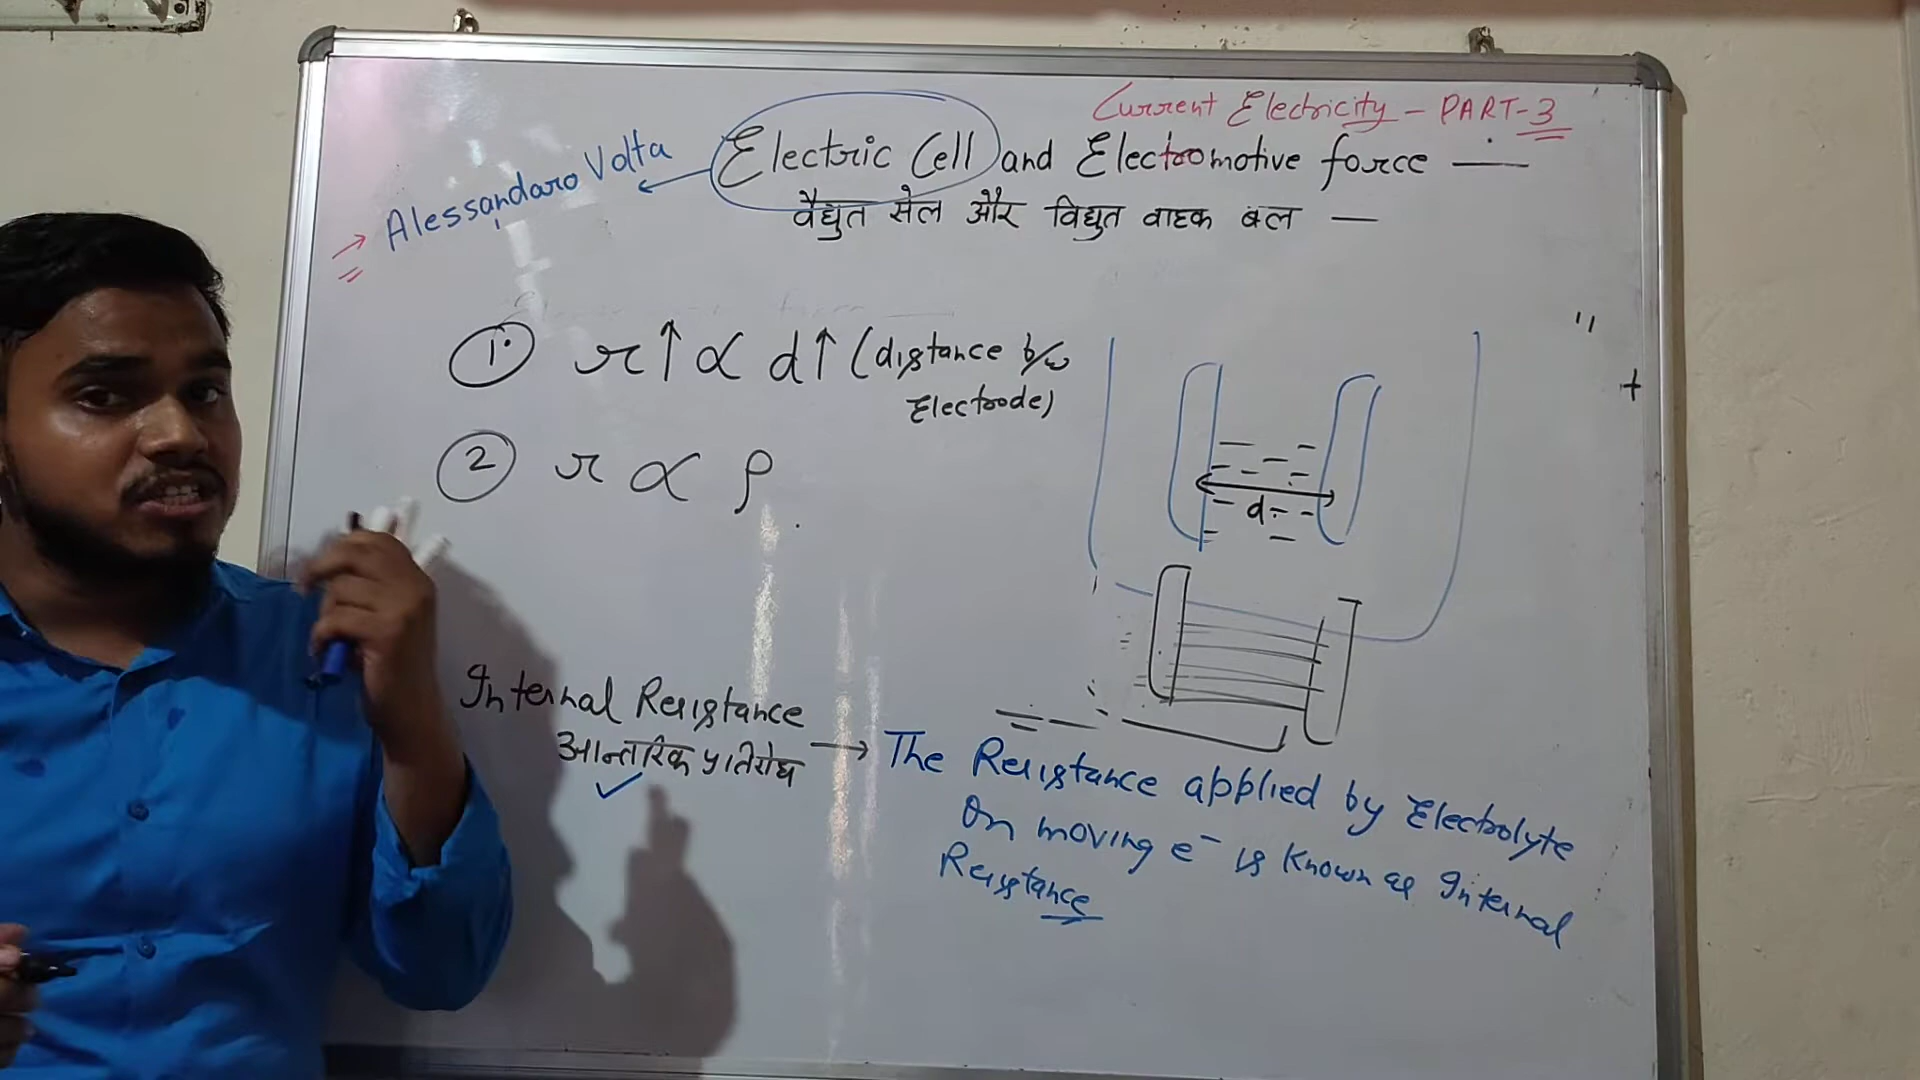 Current Electricity - PART-3
Alessandaro Volta
Electric Cell and Electromotive force —
वैद्युत सेल और विद्युत वाहक बल —
1. r↑ ∝ d↑ (distance b/w
Electrode)
2 r ∝ ρ
d
+
Internal Resistance
आन्तरिक प्रतिरोध → The Resistance applied by Electrolyte
On moving e⁻ is Known as Internal
Resistance